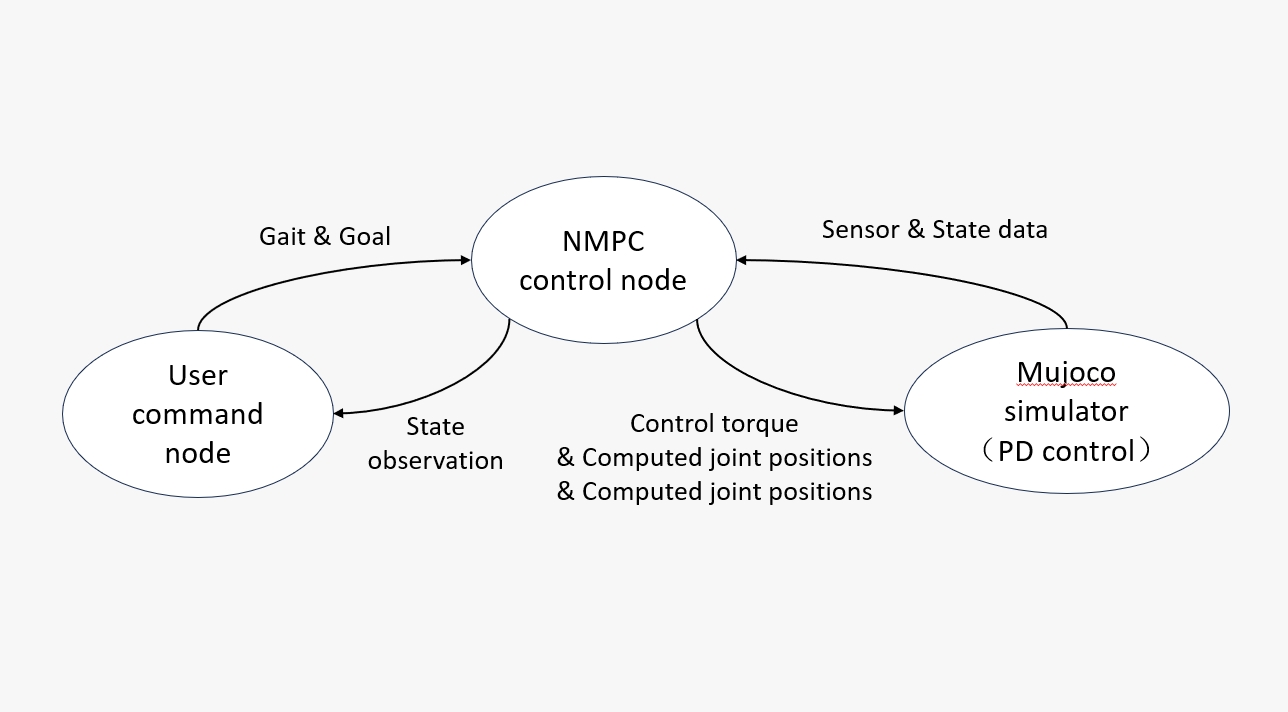 Gait & Goal
NMPC
control node
Sensor & State data
User
command
node
State
observation
Control torque
& Computed joint positions
& Computed joint positions
Mujoco
simulator
（PD control）